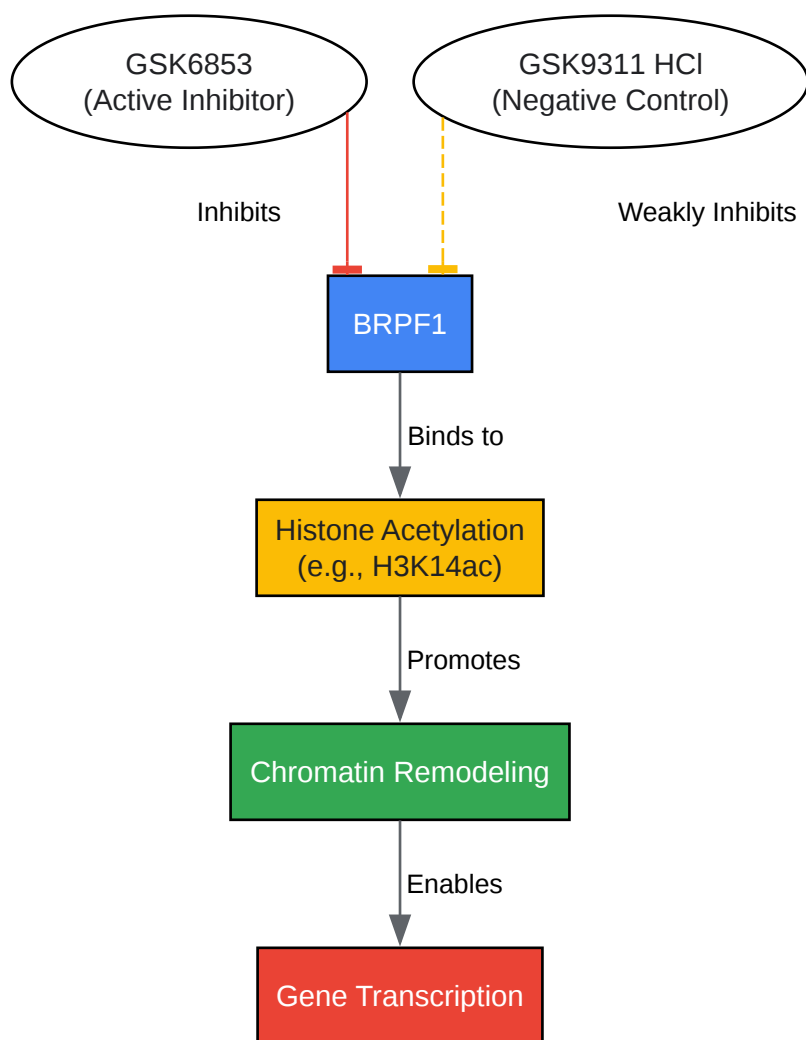 GSK6853
(Active Inhibitor)
GSK9311 HCl
(Negative Control)
Inhibits
Weakly Inhibits
BRPF1
Binds to
Histone Acetylation
(e.g., H3K14ac)
Promotes
Chromatin Remodeling
Enables
Gene Transcription